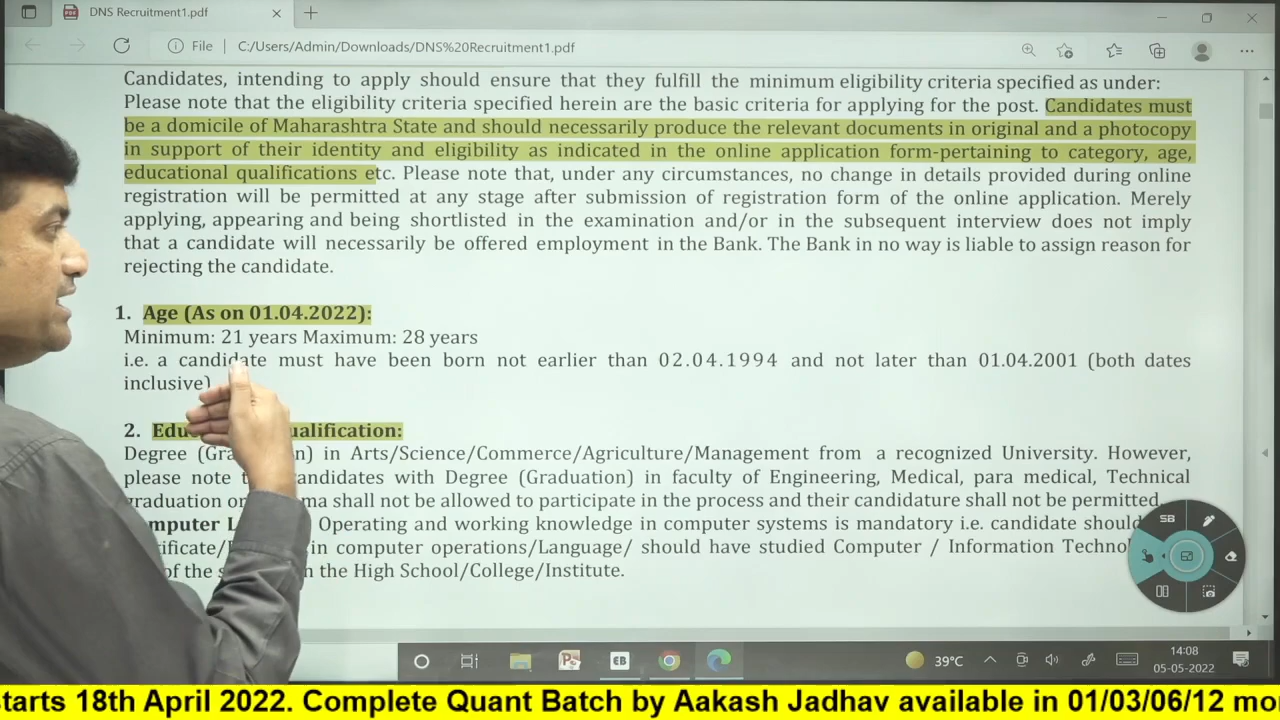 DNS Recruitment1.pdf
File
C:/Users/Admin/Downloads/DNS%20Recruitment1.pdf
Candidates, intending to apply should ensure that they fulfill the minimum eligibility criteria specified as under:
Please note that the eligibility criteria specified herein are the basic criteria for applying for the post. Candidates must
be a domicile of Maharashtra State and should necessarily produce the relevant documents in original and a photocopy
in support of their identity and eligibility as indicated in the online application form-pertaining to category, age,
educational qualifications etc. Please note that, under any circumstances, no change in details provided during online
registration will be permitted at any stage after submission of registration form of the online application. Merely
applying, appearing and being shortlisted in the examination and/or in the subsequent interview does not imply
that a candidate will necessarily be offered employment in the Bank. The Bank in no way is liable to assign reason for
rejecting the candidate.
1. Age (As on 01.04.2022):
Minimum: 21 years Maximum: 28 years
i.e. a candidate must have been born not earlier than 02.04.1994 and not later than 01.04.2001 (both dates
inclusive)
2. Edu ualification:
Degree (Gra n) in Arts/Science/Commerce/Agriculture/Management from a recognized University. However,
please note t andidates with Degree (Graduation) in faculty of Engineering, Medical, para medical, Technical
graduation or ma shall not be allowed to participate in the process and their candidature shall not be permitted.
mputer L Operating and working knowledge in computer systems is mandatory i.e. candidate should
tificate/ in computer operations/Language/ should have studied Computer / Information Techno
of the s n the High School/College/Institute.
SB
EB
39°C
14:08
05-05-2022
starts 18th April 2022. Complete Quant Batch by Aakash Jadhav available in 01/03/06/12 mo